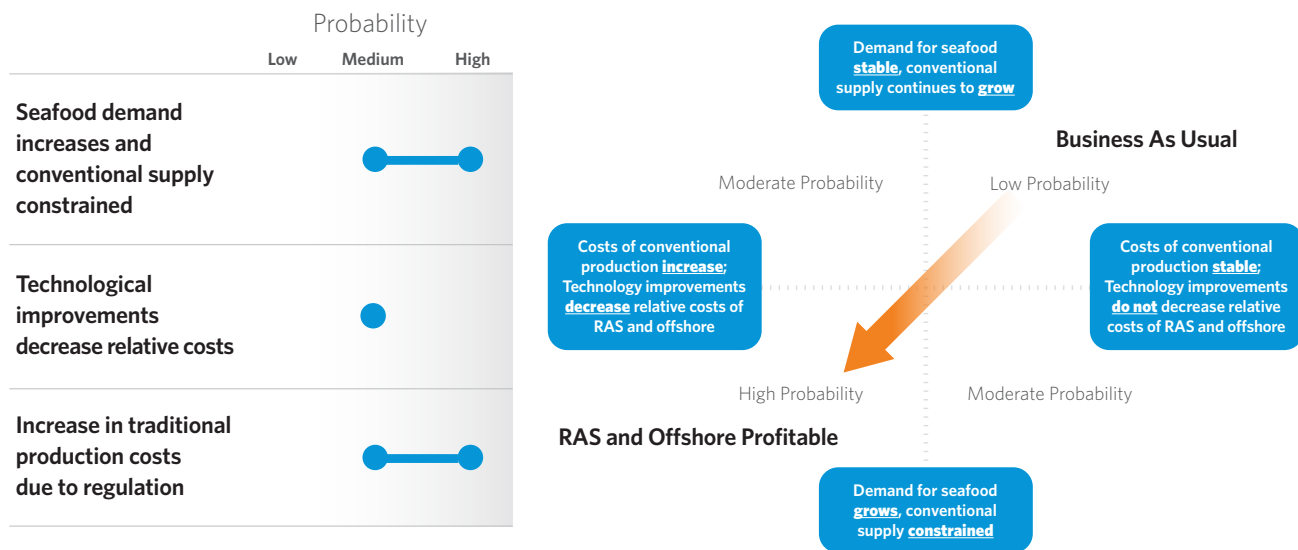 Probability
Low Medium High
Seafood demand
increases and
conventional supply
constrained
Technological
improvements
decrease relative costs
Increase in traditional
production costs
due to regulation
Demand for seafood
stable, conventional
supply continues to grow
Business As Usual
Moderate Probability
Low Probability
Costs of conventional
production increase;
Technology improvements
decrease relative costs of
RAS and offshore
Costs of conventional
production stable;
Technology improvements
do not decrease relative
costs of RAS and offshore
High Probability
Moderate Probability
RAS and Offshore Profitable
Demand for seafood
grows, conventional
supply constrained